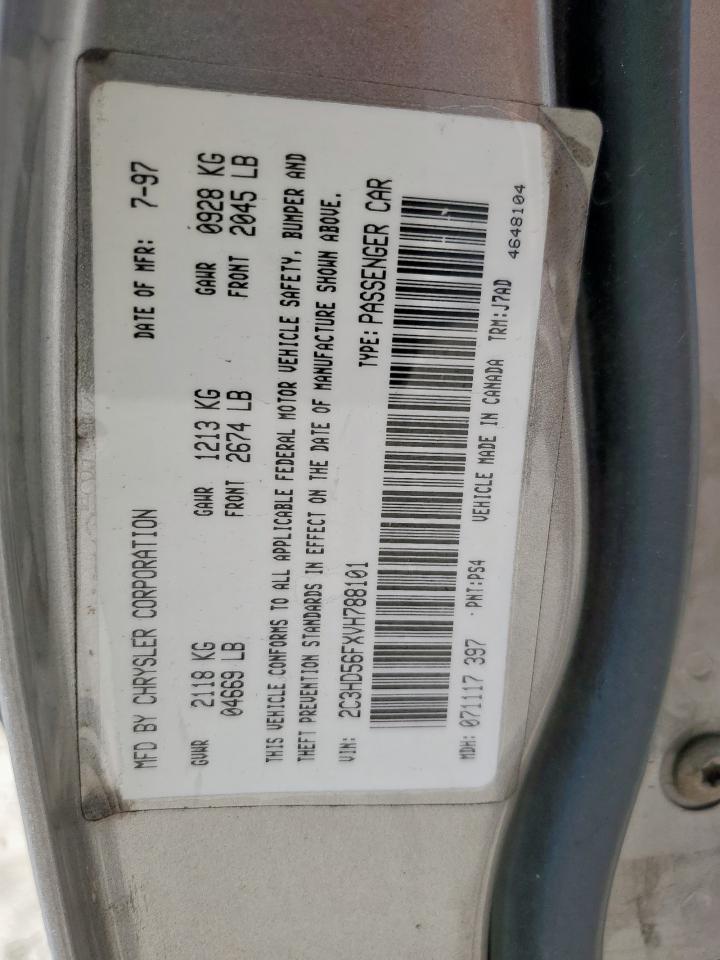 MFD BY CHRYSLER CORPORATION DATE OF MFR: 7-97
GVWR 2118 KG GAWR 1213 KG GAWR 0928 KG
04669 LB FRONT 2674 LB FRONT 2045 LB
THIS VEHICLE CONFORMS TO ALL APPLICABLE FEDERAL MOTOR VEHICLE SAFETY, BUMPER AND
THEFT PREVENTION STANDARDS IN EFFECT ON THE DATE OF MANUFACTURE SHOWN ABOVE.
VIN: 2C3HD56FXVH788101 TYPE: PASSENGER CAR
MDH: 071117 397 PNT:PS4 VEHICLE MADE IN CANADA TRM:J7AD
4648104